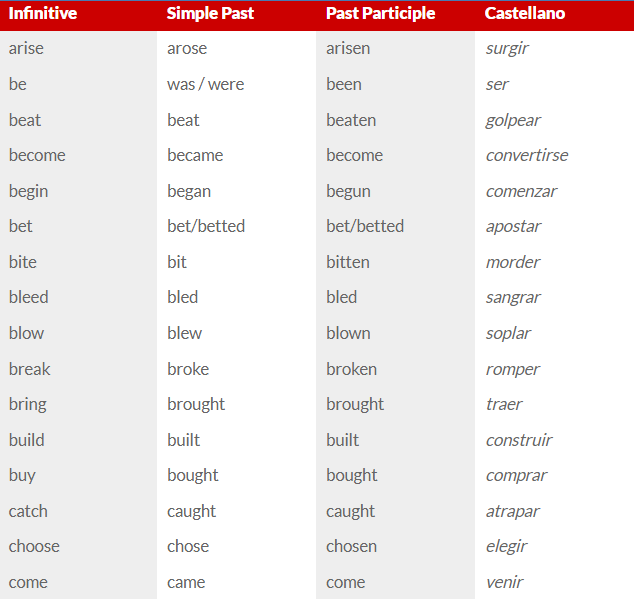 Infinitive Simple Past Past Participle Castellano
arise arose arisen surgir
be was / were been ser
beat beat beaten golpear
become became become convertirse
begin began begun comenzar
bet bet/betted bet/betted apostar
bite bit bitten morder
bleed bled bled sangrar
blow blew blown soplar
break broke broken romper
bring brought brought traer
build built built construir
buy bought bought comprar
catch caught caught atrapar
choose chose chosen elegir
come came come venir